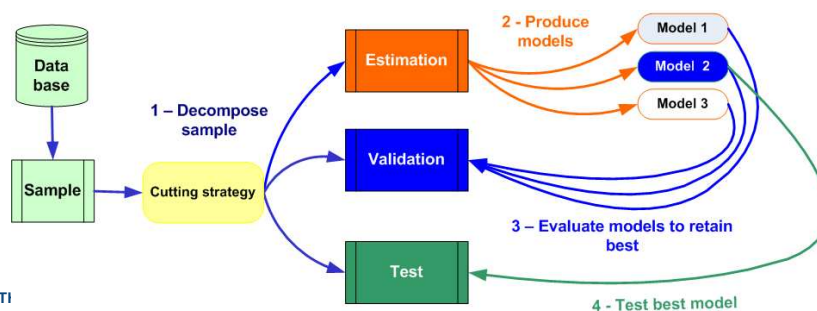 Data
base
Sample
1 – Decompose
sample
Cutting strategy
Estimation
Validation
Test
2 - Produce
models
Model 1
Model 2
Model 3
3 – Evaluate models to retain
best
4 - Test best model